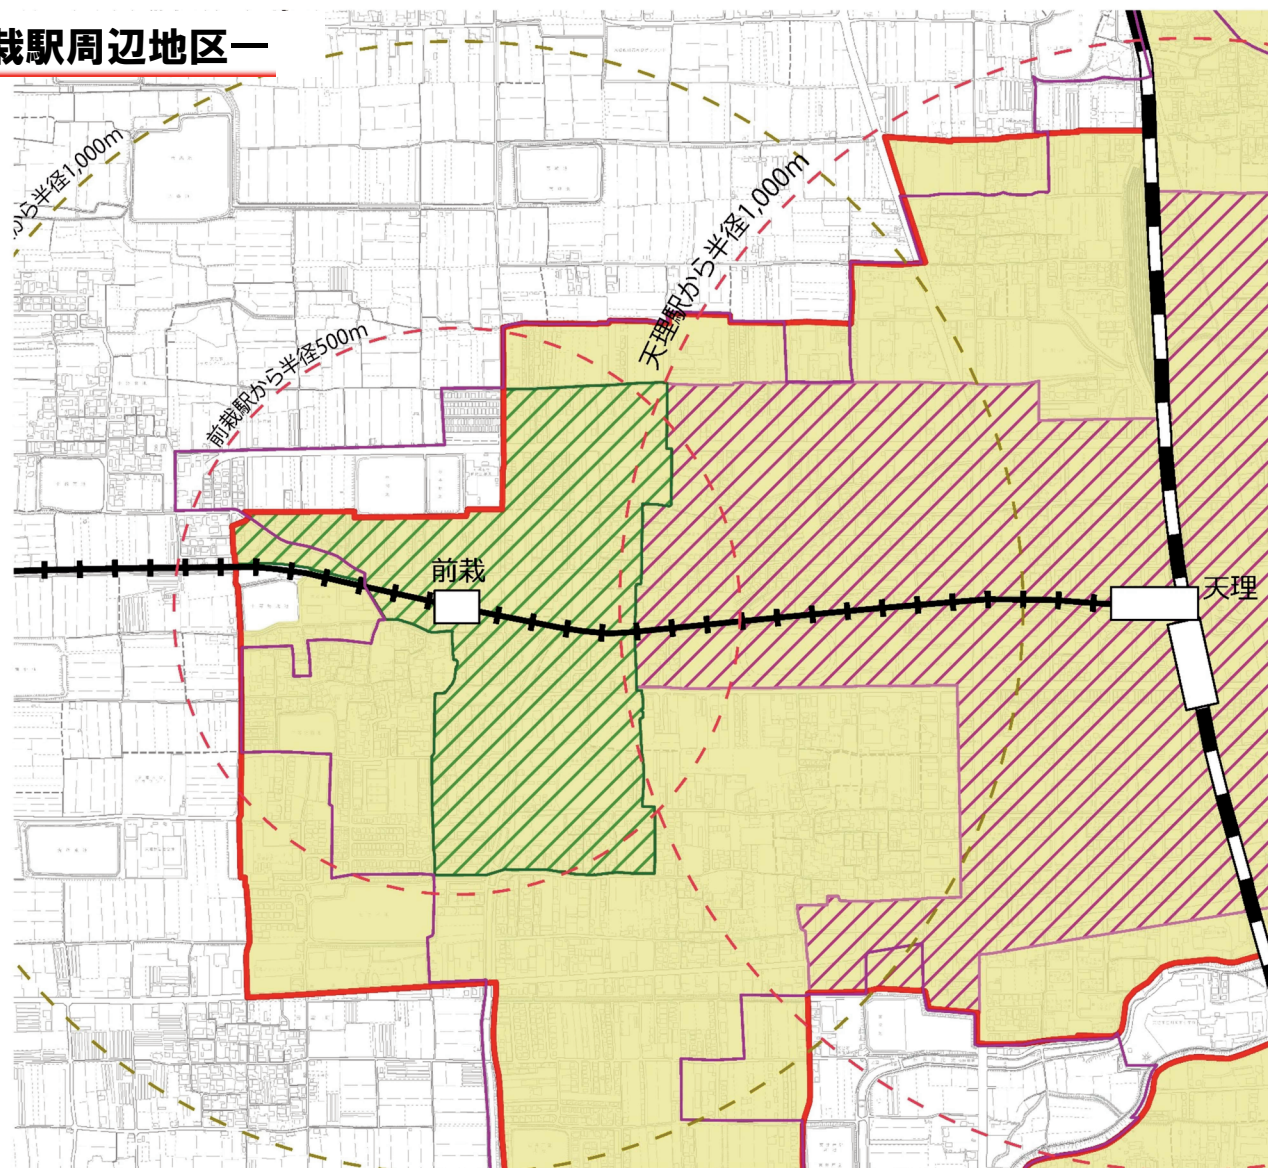 栽駅周辺地区ー
から半径1,000m
天理駅から半径1,000m
前栽駅から半径500m
前栽
天理